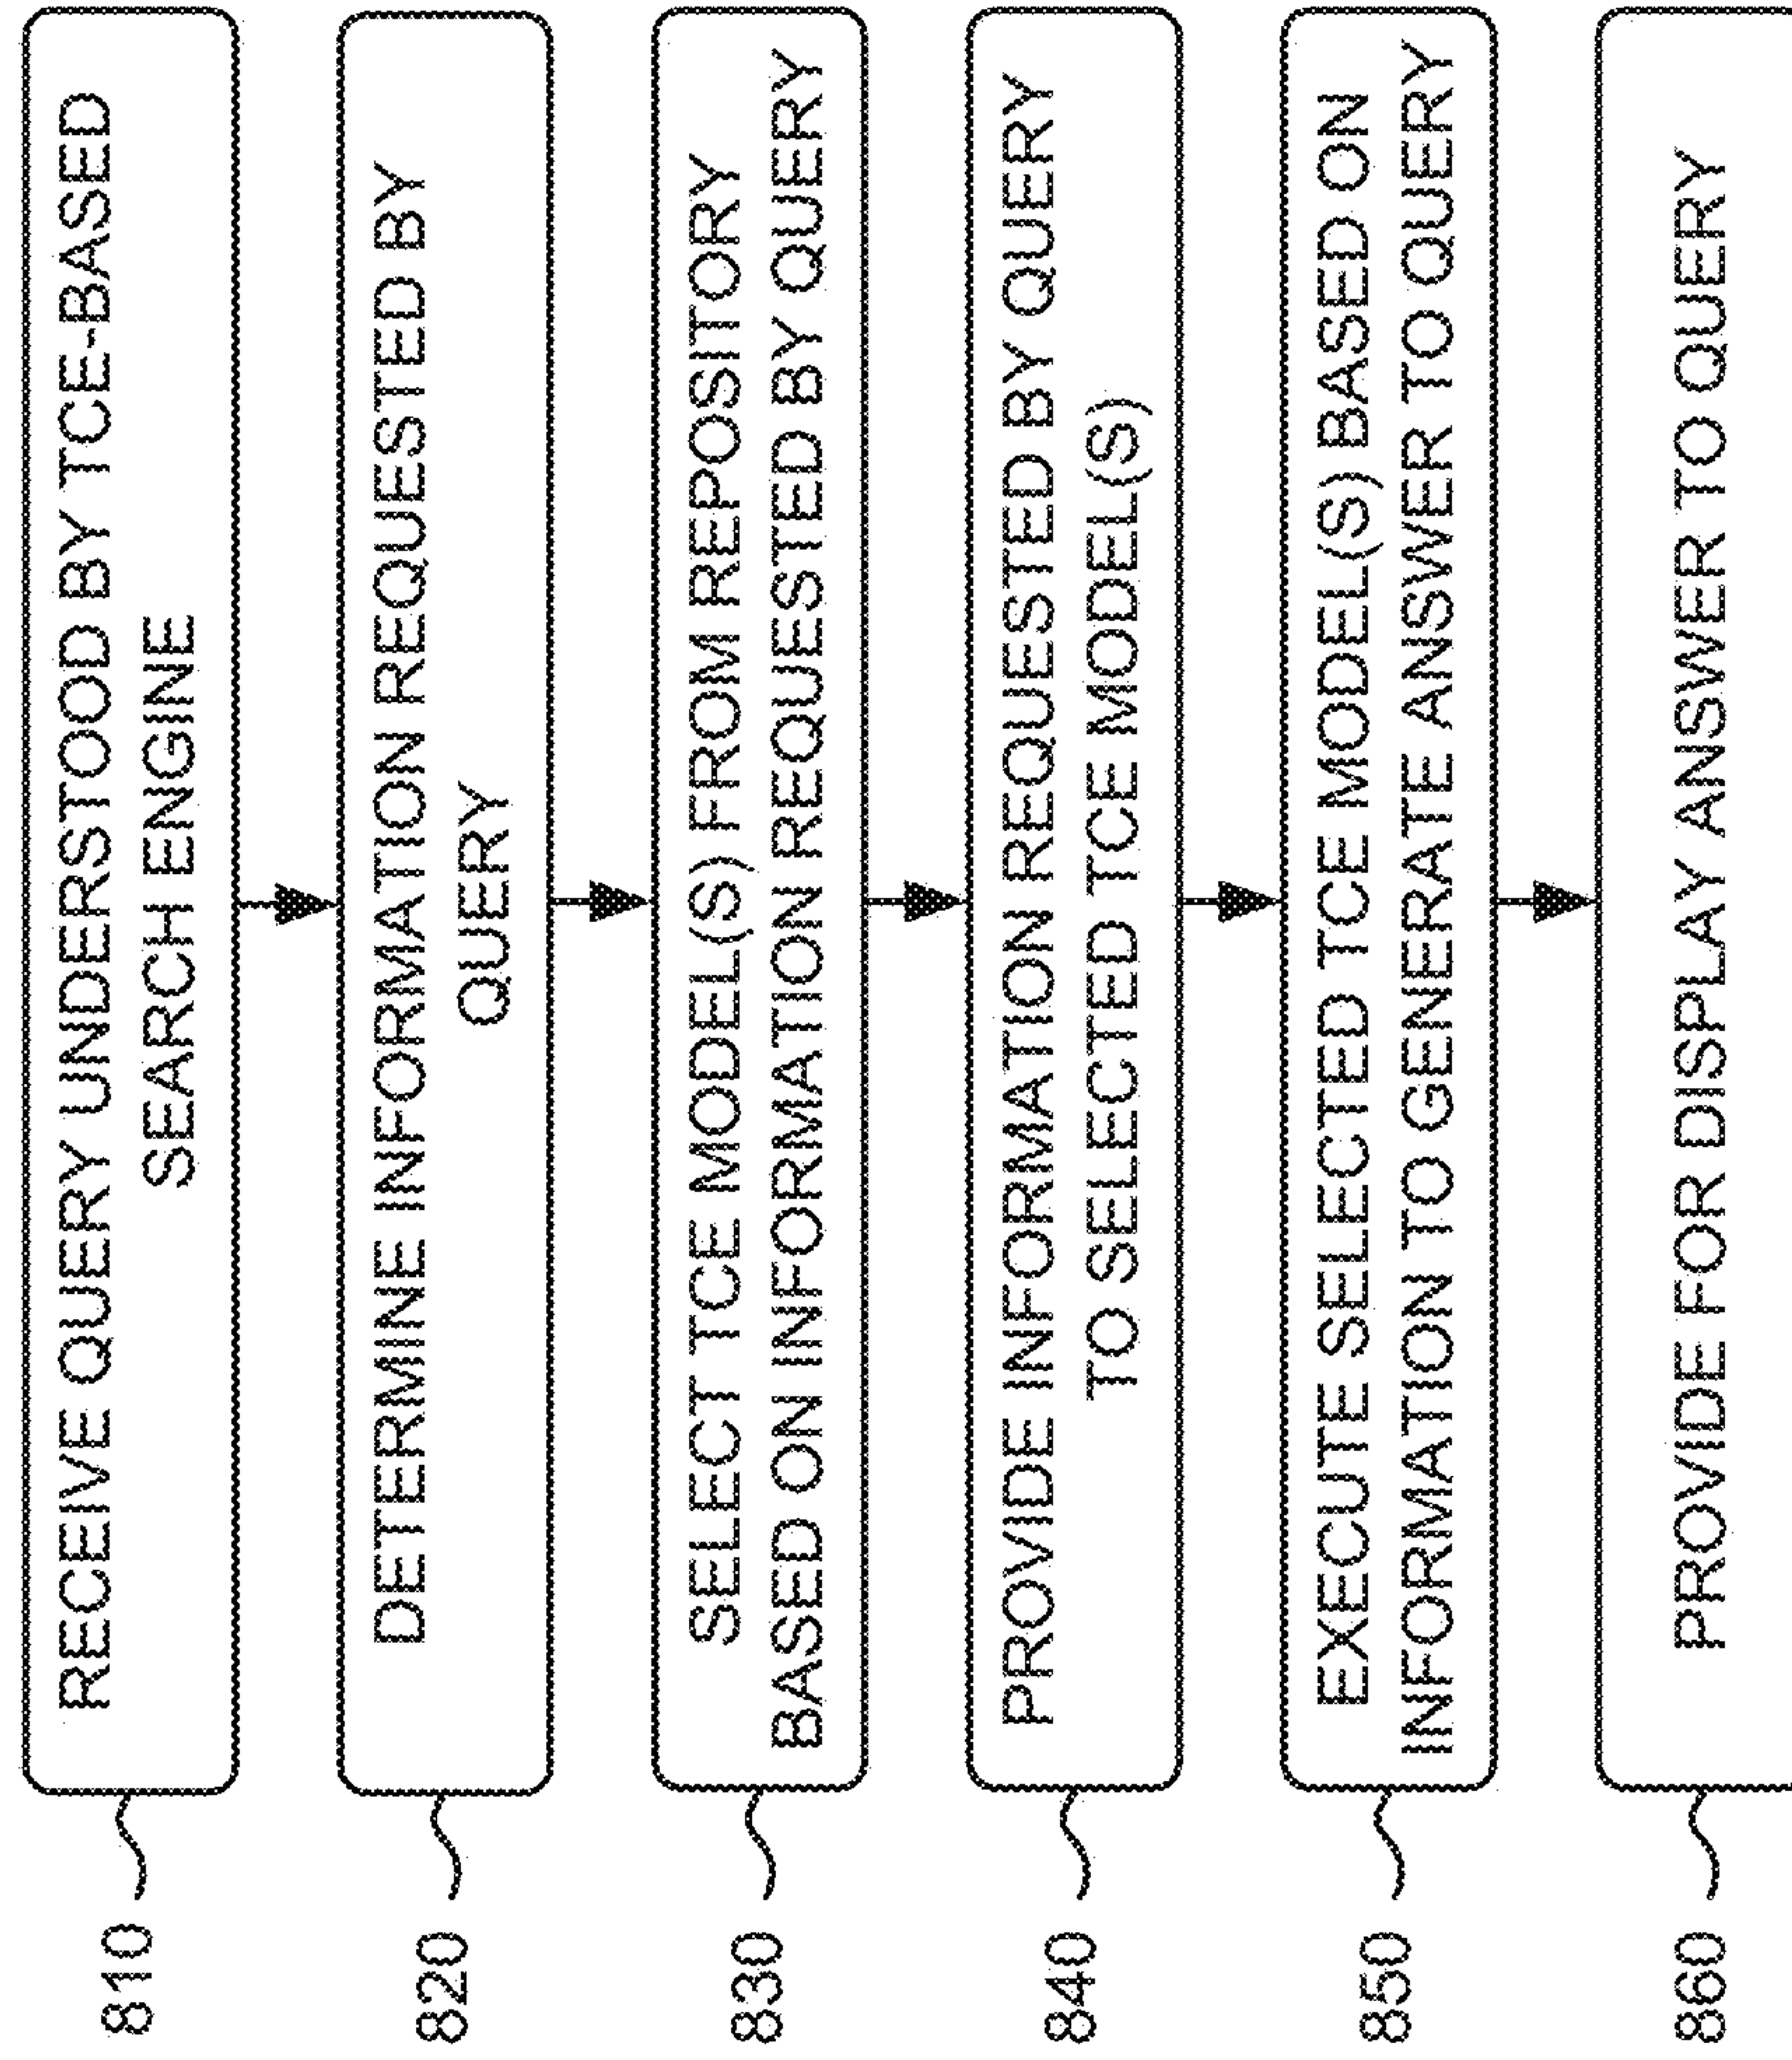 810
RECEIVE QUERY UNDERSTOOD BY TCE-BASED
SEARCH ENGINE
820
DETERMINE INFORMATION REQUESTED BY
QUERY
830
SELECT TCE MODEL(S) FROM REPOSITORY
BASED ON INFORMATION REQUESTED BY QUERY
840
PROVIDE INFORMATION REQUESTED BY QUERY
TO SELECTED TCE MODEL(S)
850
EXECUTE SELECTED TCE MODEL(S) BASED ON
INFORMATION TO GENERATE ANSWER TO QUERY
860
PROVIDE FOR DISPLAY ANSWER TO QUERY